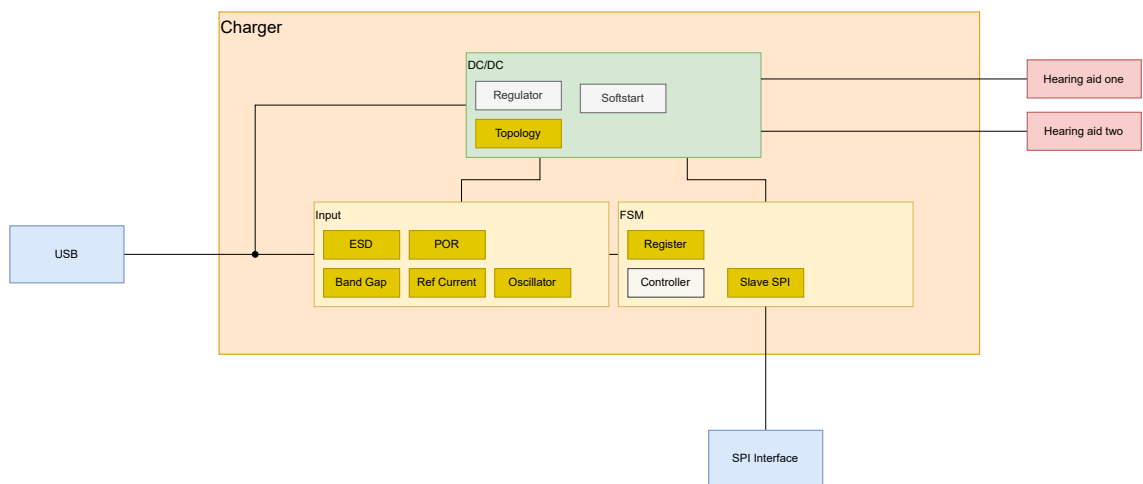 Charger
DC/DC
Regulator
Softstart
Topology
Hearing aid one
Hearing aid two
Input
ESD
POR
Band Gap
Ref Current
Oscillator
FSM
Register
Controller
Slave SPI
USB
SPI Interface